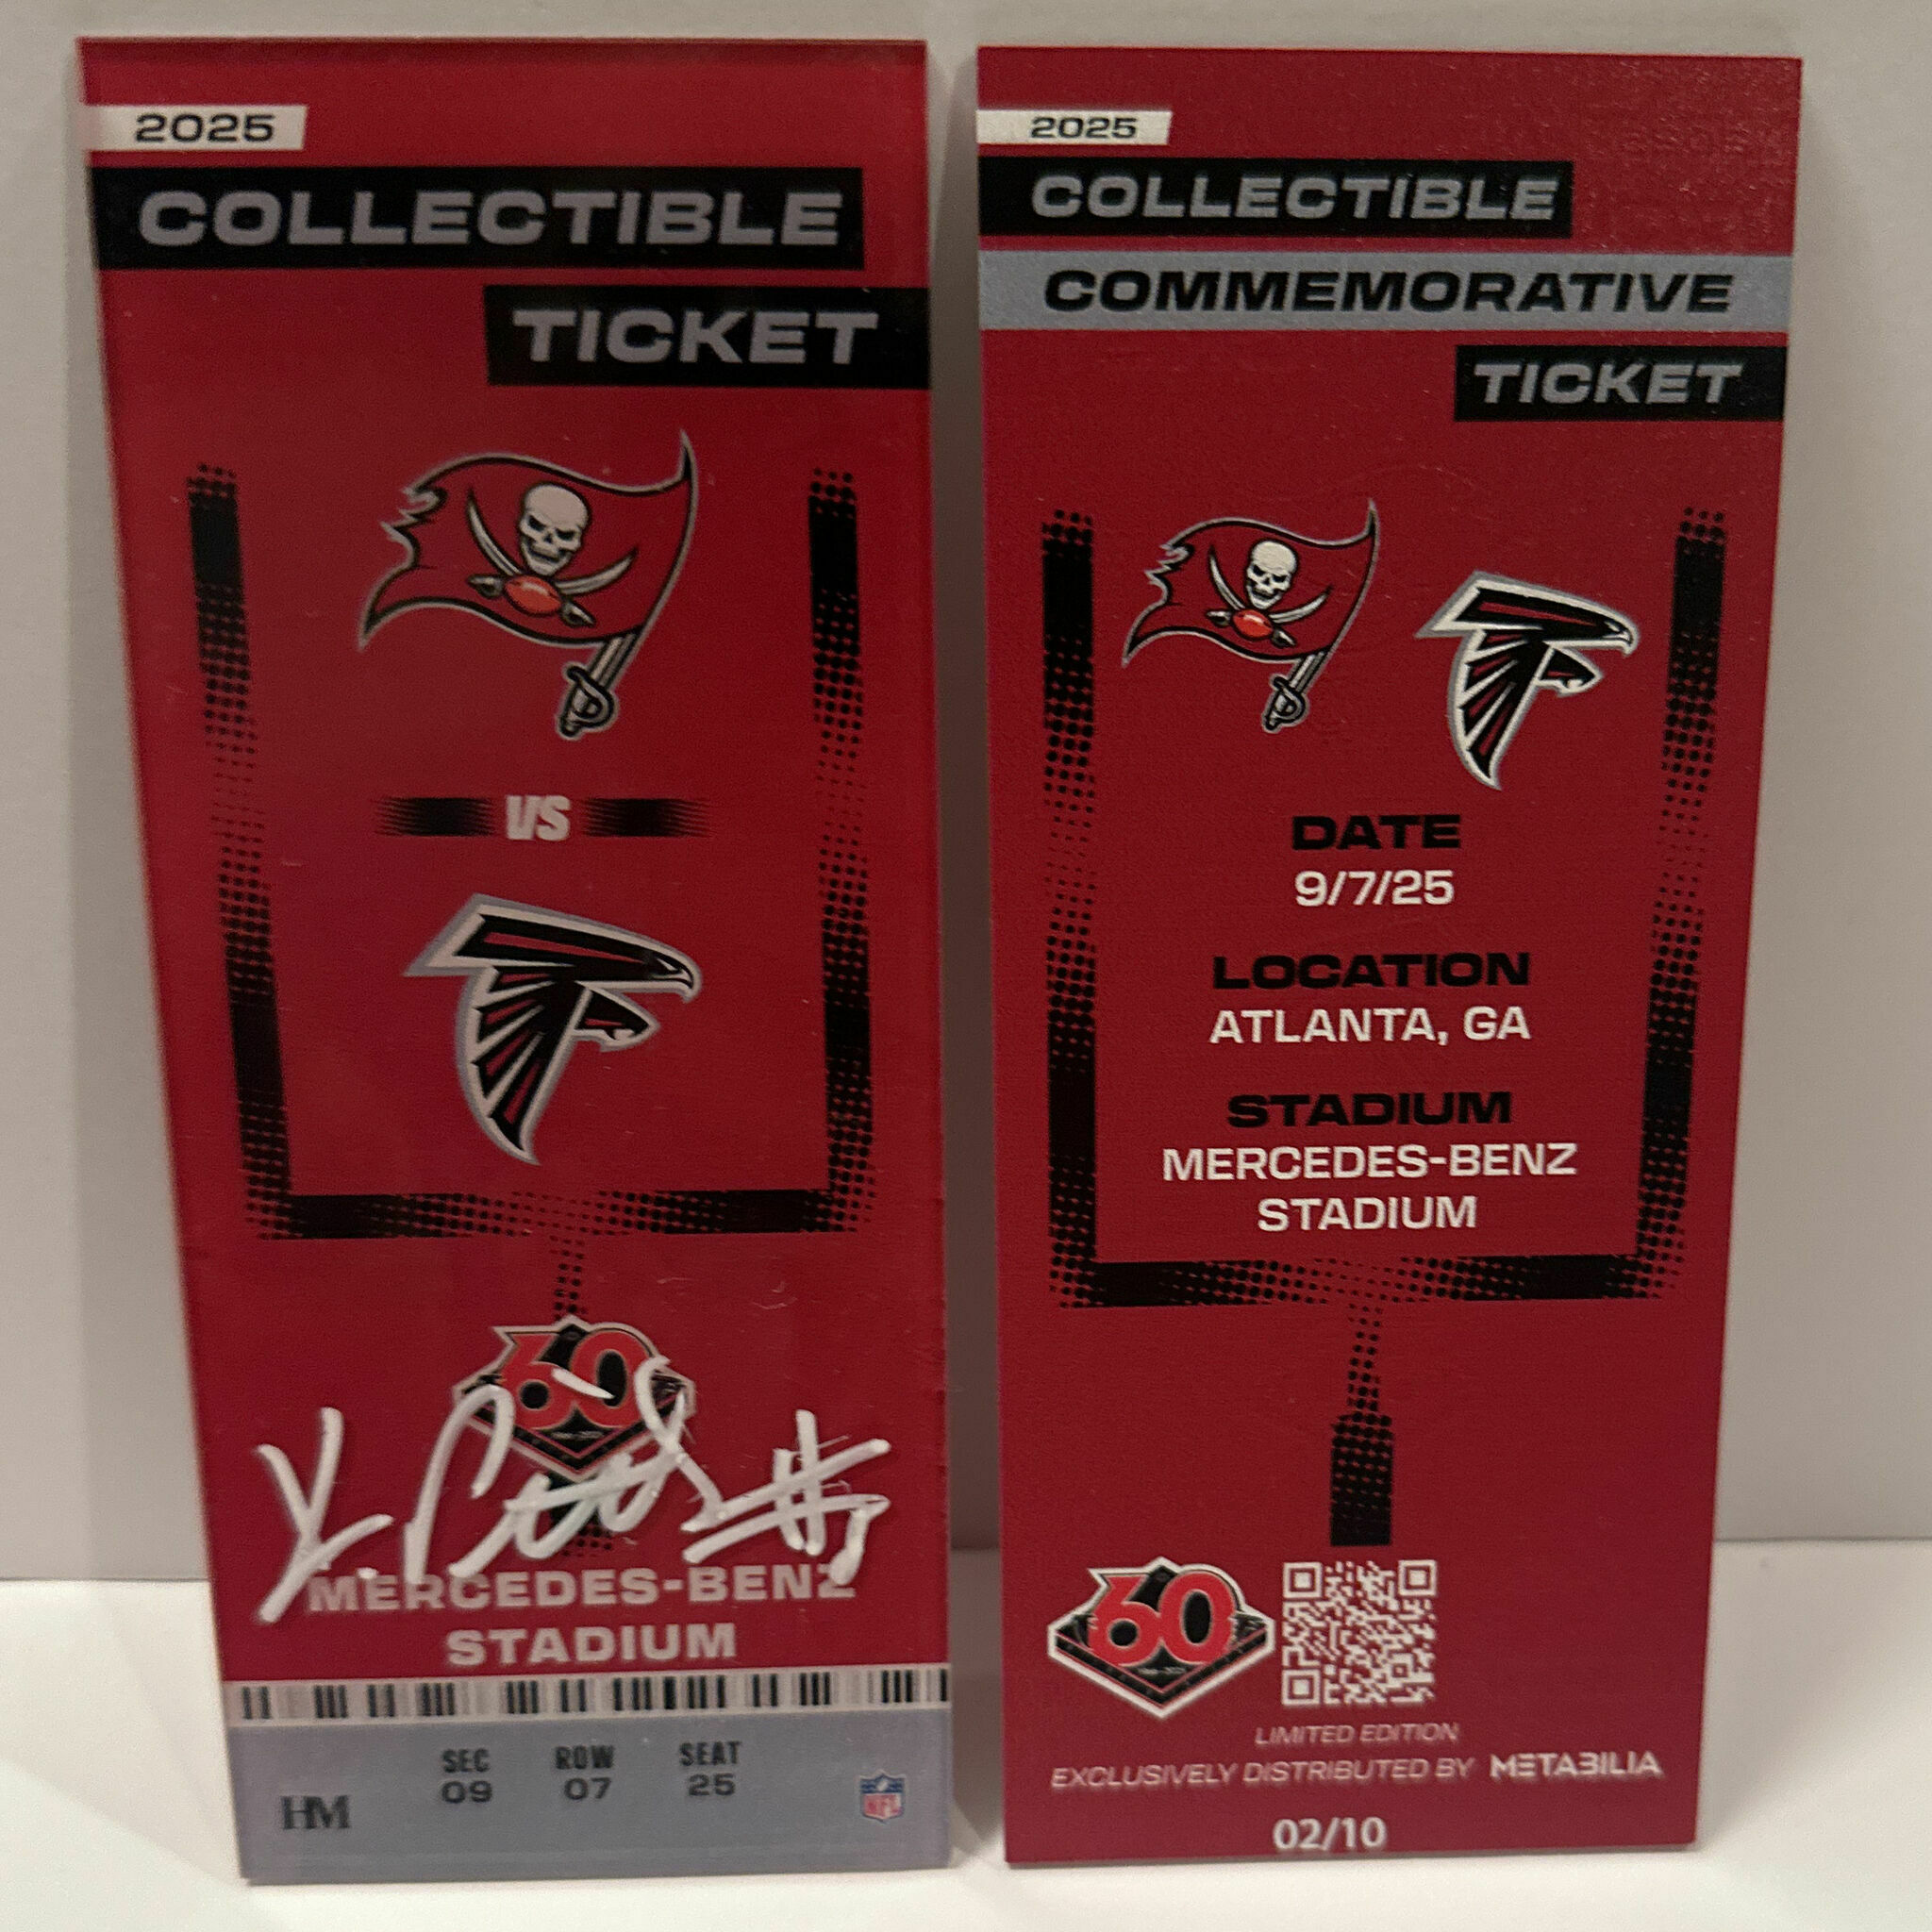 2025
COLLECTIBLE
TICKET
VS
60
MERCEDES-BENZ
STADIUM
SEC ROW SEAT
09 07 25
HM
NFL
2025
COLLECTIBLE
COMMEMORATIVE
TICKET
DATE
9/7/25
LOCATION
ATLANTA, GA
STADIUM
MERCEDES-BENZ
STADIUM
60
LIMITED EDITION
EXCLUSIVELY DISTRIBUTED BY METABILIA
02/10